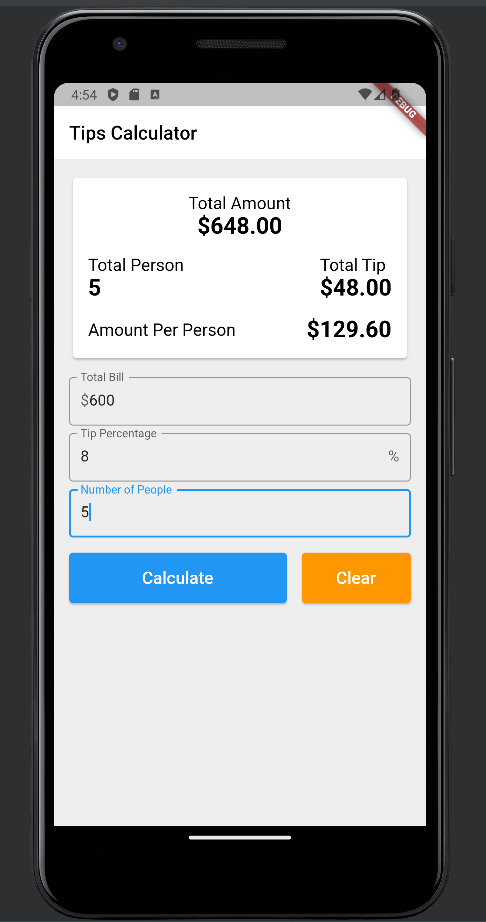 4:54
DEBUG
Tips Calculator
Total Amount
$648.00
Total Person
Total Tip
5
$48.00
Amount Per Person
$129.60
Total Bill
$600
Tip Percentage
8
%
Number of People
5
Calculate
Clear